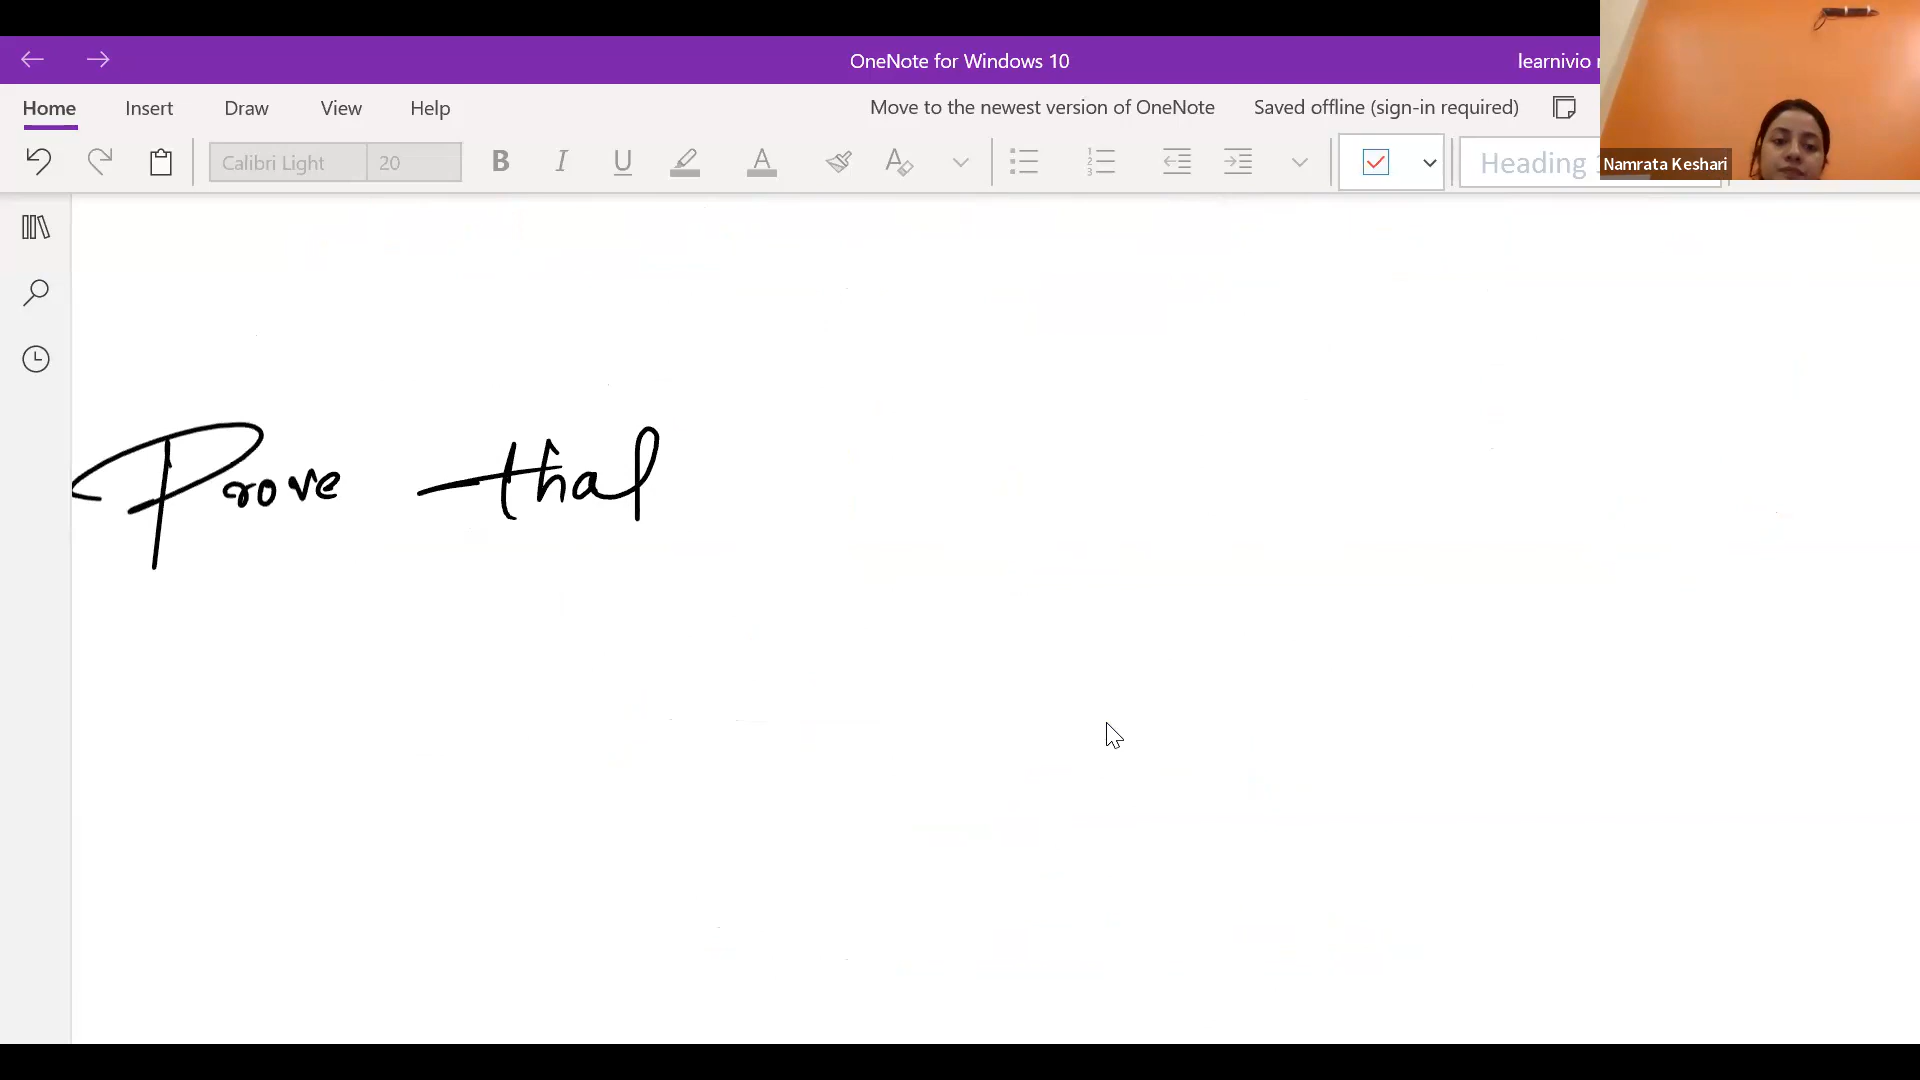 OneNote for Windows 10
learnivio
Home Insert Draw View Help Move to the newest version of OneNote Saved offline (sign-in required)
Calibri Light 20 B I U A A Heading
Namrata Keshari
Prove that